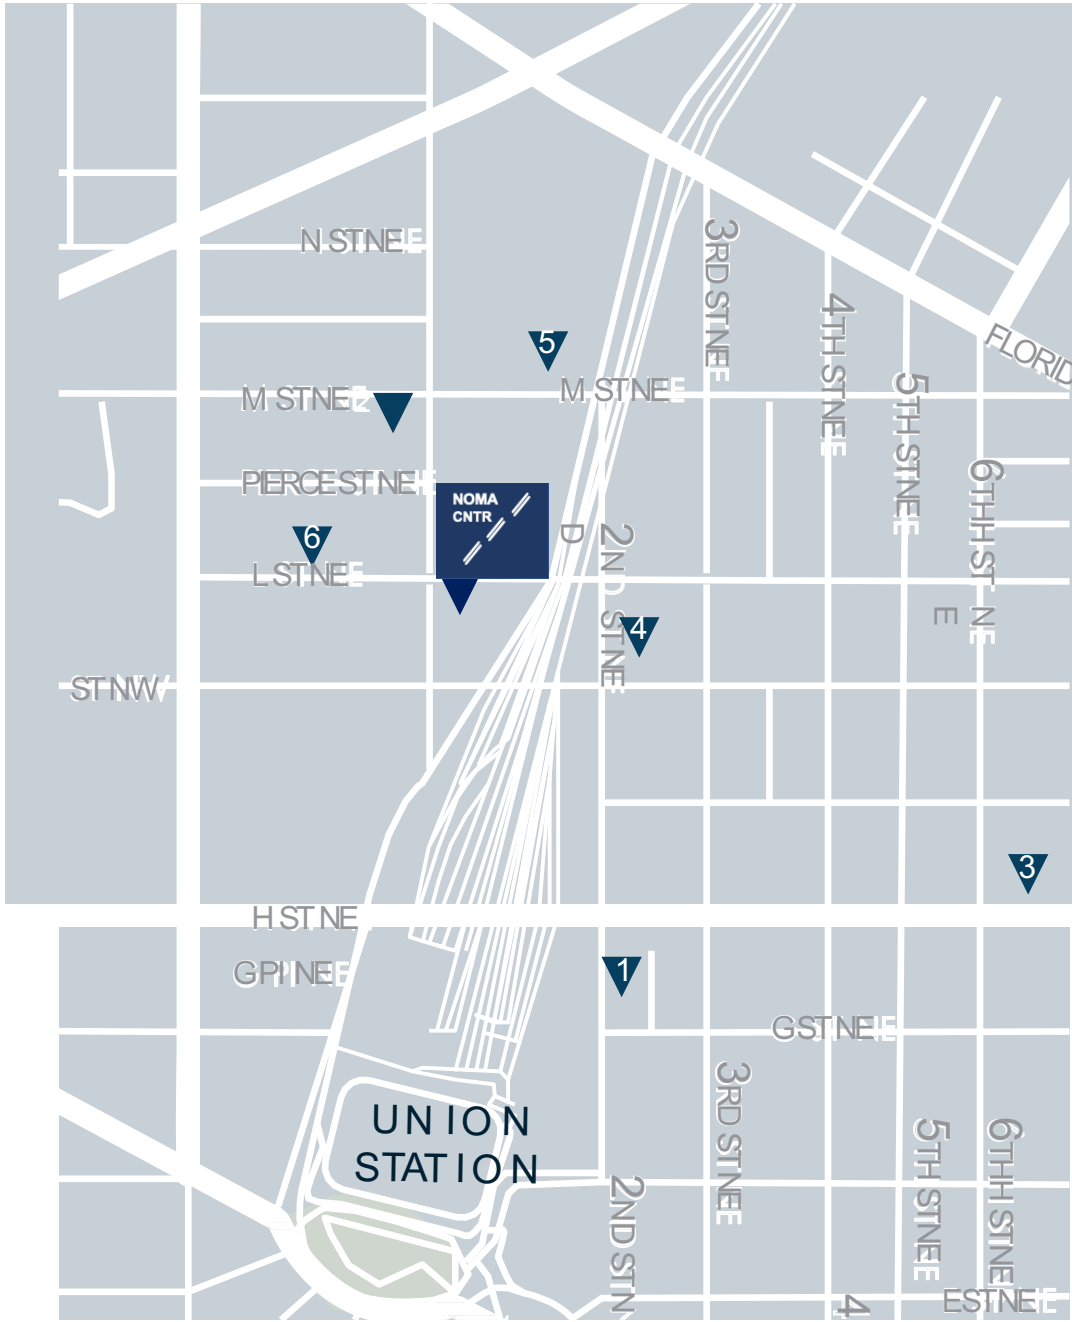 N ST NE
3RD ST NE
4TH ST NE
FLORID
5
M ST NE
2
M ST NE
5TH ST NE
PIERCE ST NE
6TH ST NE
NOMA
CNTR
D
2ND ST NE
6
L ST NE
E
4
ST NW
3
H ST NE
1
G Pl NE
G ST NE
UNION
STATION
3RD ST NE
5TH ST NE
6TH ST NE
2ND ST N
4
E ST NE